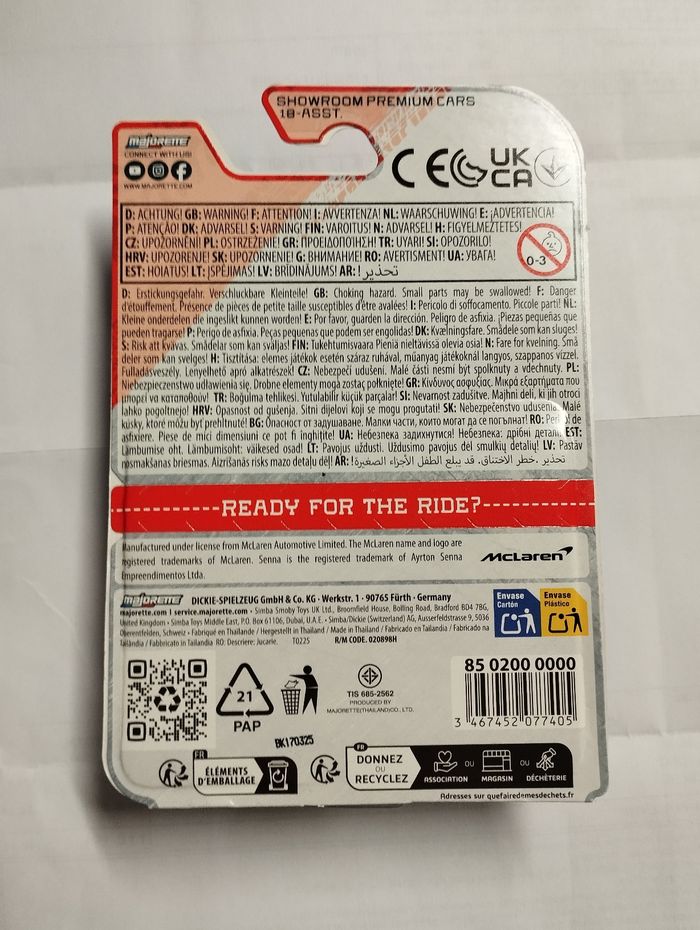 SHOWROOM PREMIUM CARS
18-ASST.
majorette
CONNECT WITH US!
WWW.MAJORETTE.COM
CE UK
CA
D: ACHTUNG! GB: WARNING! F: ATTENTION! I: AVVERTENZA! NL: WAARSCHUWING! E: ¡ADVERTENCIA!
P: ATENÇÃO! DK: ADVARSEL! S: VARNING! FIN: VAROITUS! N: ADVARSEL! H: FIGYELMEZTETÉS!
CZ: UPOZORNĚNÍ! PL: OSTRZEŻENIE! GR: ΠΡΟΕΙΔΟΠΟΙΗΣΗ! TR: UYARI! SI: OPOZORILO!
HRV: UPOZORENJE! SK: UPOZORNENIE! G: ВНИМАНИЕ! RO: AVERTISMENT! UA: УВАГА!
EST: HOIATUS! LT: ĮSPĖJIMAS! LV: BRĪDINĀJUMS! AR: تحذير!
0-3
D: Erstickungsgefahr. Verschluckbare Kleinteile! GB: Choking hazard. Small parts may be swallowed! F: Danger
d'étouffement. Présence de pièces de petite taille susceptibles d'être avalées! I: Pericolo di soffocamento. Piccole parti! NL:
Kleine onderdelen die ingeslikt kunnen worden! E: Por favor, guarden la dirección. Peligro de asfixia. ¡Piezas pequeñas que
pueden tragarse! P: Perigo de asfixia. Peças pequenas que podem ser engolidas! DK: Kvælningsfare. Smådele som kan sluges!
S: Risk att kvävas. Smådelar som kan sväljas! FIN: Tukehtumisvaara Pieniä nieltävissä olevia osia! N: Fare for kvelning. Små
deler som kan svelges! H: Tisztítása: elemes játékok esetén száraz ruhával, műanyag játékoknál langyos, szappanos vízzel.
Fulladásveszély. Lenyelhető apró alkatrészek! CZ: Nebezpečí udušení. Malé části nesmí být spolknuty a vdechnuty. PL:
Niebezpieczenstwo udławienia się. Drobne elementy moga zostaç połknięte! GR: Κίνδυνος ασφυξίας. Μικρά εξαρτήματα που
μπορεί να καταποθούν! TR: Boğulma tehlikesi. Yutulabilir küçük parçalar! SI: Nevarnost zadušitve. Majhni deli, ki jih otroci
lahko pogoltnejo! HRV: Opasnost od gušenja. Sitni dijelovi koji se mogu progutati! SK: Nebezpečenstvo udusenia. Malé
kúsky, ktoré môžu byť prehltnuté! BG: Опасност от задушаване. Малки части, които могат да се погълнат! RO: Pericol de
asfixiere. Piese de mici dimensiuni ce pot fi înghițite! UA: Небезпека задихнутися! Небезпека: дрібні деталі! EST:
Lämbumise oht. Lämbumisoht: väikesed osad! LT: Pavojus uždusti. Uždusimo pavojus dėl smulkių detalių! LV: Pastāv
nosmakšanas briesmas. Aizrīšanās risks mazo detaļu dēļ! AR: تحذير .خطر الاختناق. قد يبلع الطفل الأجزاء الصغيرة!
READY FOR THE RIDE?
Manufactured under license from McLaren Automotive Limited. The McLaren name and logo are
registered trademarks of McLaren. Senna is the registered trademark of Ayrton Senna
Empreendimentos Ltda.
McLaren
majorette DICKIE-SPIELZEUG GmbH & Co. KG · Werkstr. 1 · 90765 Fürth · Germany
majorette.com I service.majorette.com · Simba Smoby Toys UK Ltd., Broomfield House, Bolling Road, Bradford BD4 7BG,
United Kingdom · Simba Toys Middle East, P.O. Box 61106, Dubai, U.A.E. · Simba/Dickie (Switzerland) AG, Ausserfeldstrasse 9, 5036
Oberentfelden, Schweiz · Fabriqué en Thaïlande / Hergestellt in Thailand / Made in Thailand / Fabricado en Tailandia / Fabricado na
Tailândia / Fabbricato in Tailandia RO: Descriere: Jucarie. T0225 R/M CODE. 020898H
Envase
Cartón
Envase
Plástico
21
PAP
TIS 685-2562
PRODUCED BY
MAJORETTE(THAILAND)CO., LTD.
85 0200 0000
3 467452 077405
BK170325
FR
ÉLÉMENTS
D'EMBALLAGE
FR
DONNEZ
OU
RECYCLEZ
ASSOCIATION
OU
MAGASIN
OU
DÉCHÈTERIE
Adresses sur quefairedemesdechets.fr